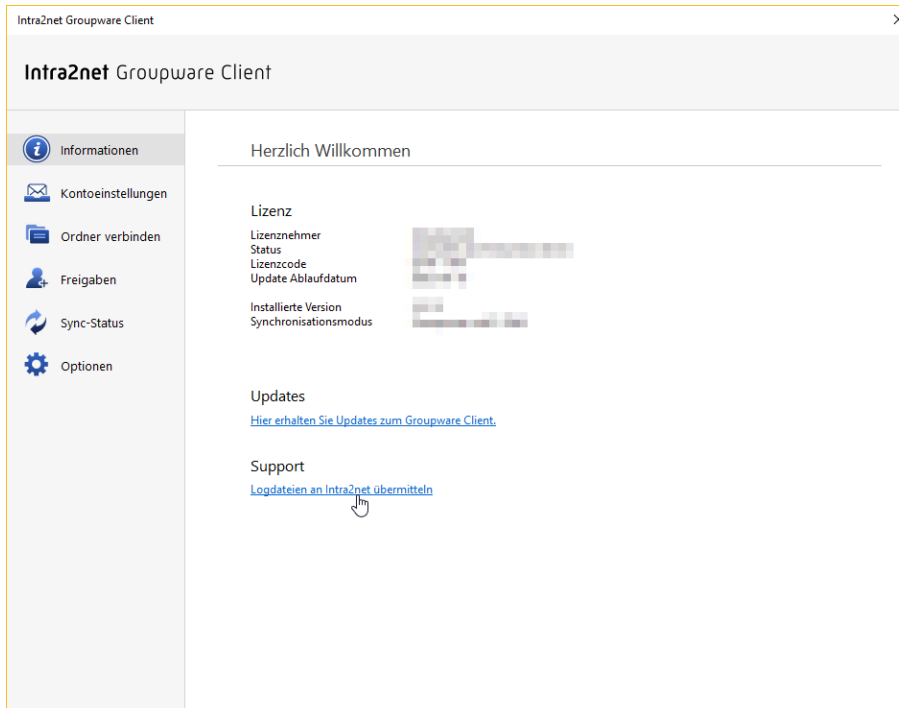 Intra2net Groupware Client
Intra2net Groupware Client
Informationen
Kontoeinstellungen
Ordner verbinden
Freigaben
Sync-Status
Optionen
Herzlich Willkommen
Lizenz
Lizenznehmer
Status
Lizenzcode
Update Ablaufdatum
Installierte Version
Synchronisationsmodus
Updates
Hier erhalten Sie Updates zum Groupware Client.
Support
Logdateien an Intra2net übermitteln